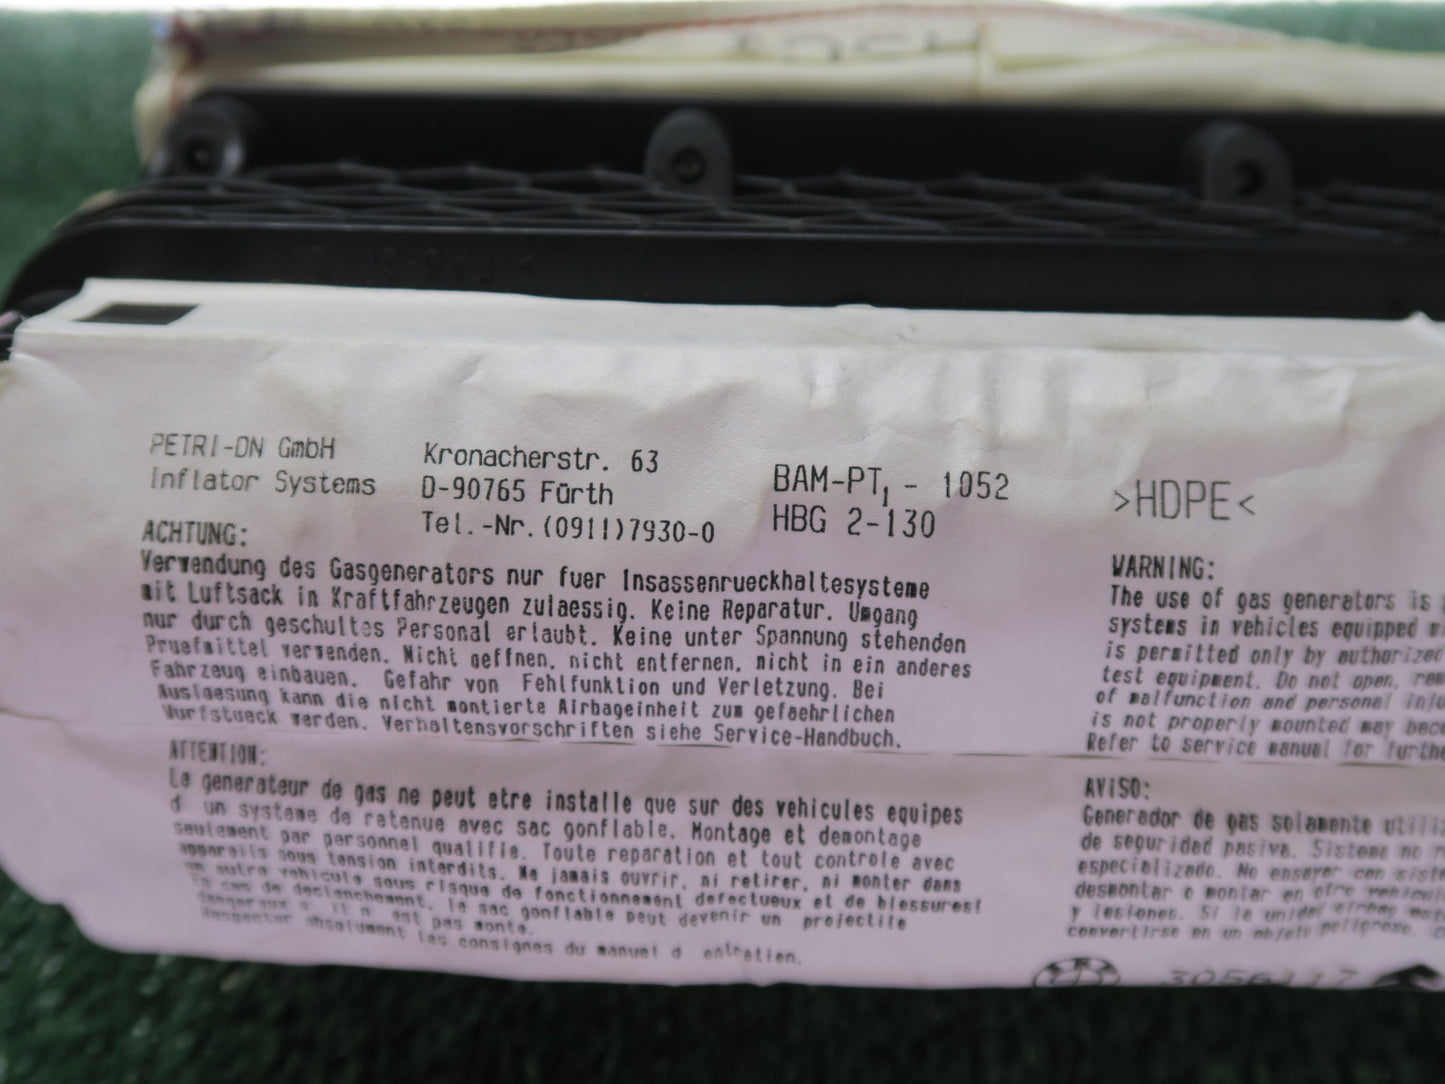 PETRI-DN GmbH
Inflator Systems
Kronacherstr. 63
D-90765 Fürth
Tel.-Nr. (0911)7930-0
BAM-PT₁ - 1052
HBG 2-130
>HDPE<
ACHTUNG:
Verwendung des Gasgenerators nur fuer Insassenrueckhaltesysteme
mit Luftsack in Kraftfahrzeugen zulaessig. Keine Reparatur. Umgang
nur durch geschultes Personal erlaubt. Keine unter Spannung stehenden
Pruefmittel verwenden. Nicht oeffnen, nicht entfernen, nicht in ein anderes
Fahrzeug einbauen. Gefahr von Fehlfunktion und Verletzung. Bei
Ausloesung kann die nicht montierte Airbageinheit zum gefaehrlichen
Wurfstueck werden. Verhaltensvorschriften siehe Service-Handbuch.
ATTENTION:
Le generateur de gas ne peut etre installe que sur des vehicules equipes
d un systeme de retenue avec sac gonflable. Montage et demontage
seulement par personnel qualifie. Toute reparation et tout controle avec
appareils sous tension interdits. Ne jamais ouvrir, ni retirer, ni monter dans
un autre vehicule sous risque de fonctionnement defectueux et de blessures!
En cas de declenchement, le sac gonflable peut devenir un projectile
dangereux s il n est pas monte.
Respecter absolument les consignes du manuel d entretien.
WARNING:
The use of gas generators is
systems in vehicles equipped
is permitted only by authorized
test equipment. Do not open,
of malfunction and personal
is not properly mounted may
Refer to service manual for
AVISO:
Generador de gas solamente
de seguridad pasiva. Sistema no
especializado. No ensayar con
desmontar o montar en otro
y lesiones. Si la unidad airbag
convertirse en un objeto peligroso.